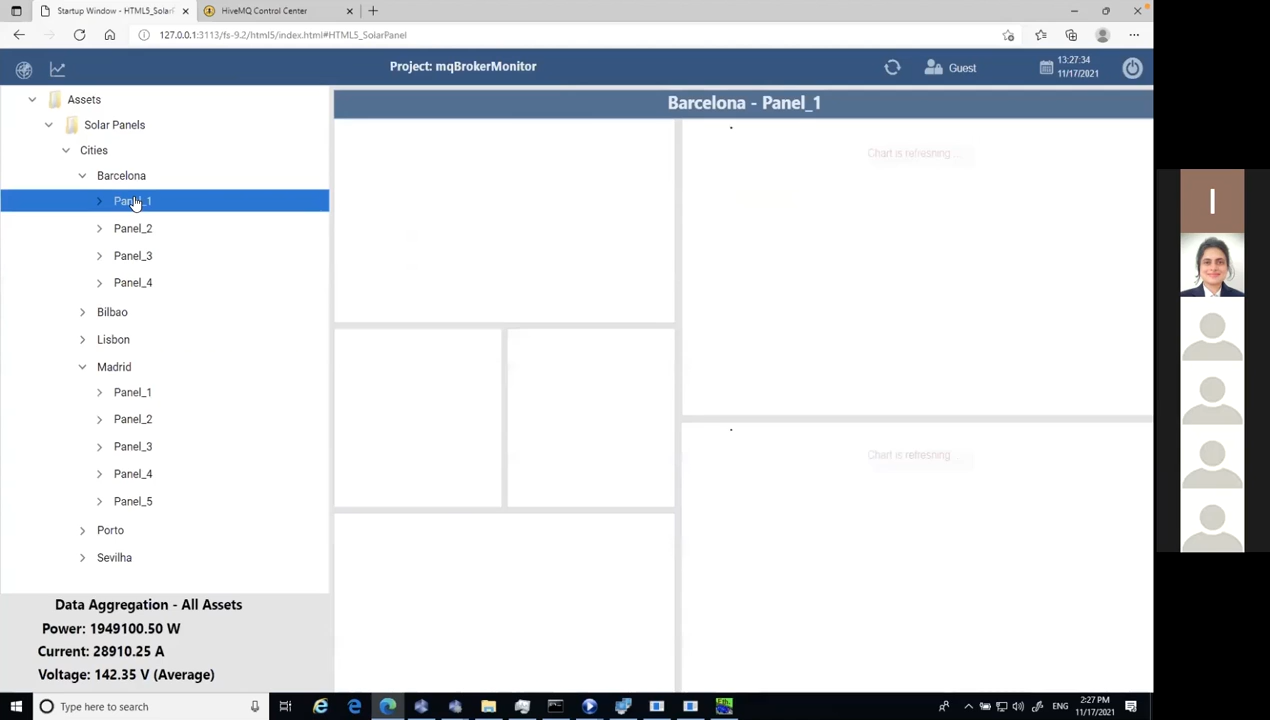 Startup Window - HTML5_SolarP
HiveMQ Control Center
127.0.0.1:3113/fs-9.2/html5/index.html#HTML5_SolarPanel
Project: mqBrokerMonitor
Guest
13:27:34
11/17/2021
Assets
Solar Panels
Cities
Barcelona
Panel_1
Panel_2
Panel_3
Panel_4
Bilbao
Lisbon
Madrid
Panel_1
Panel_2
Panel_3
Panel_4
Panel_5
Porto
Sevilha
Data Aggregation - All Assets
Power: 1949100.50 W
Current: 28910.25 A
Voltage: 142.35 V (Average)
Barcelona - Panel_1
Chart is refresning ...
Chart is refresning ...
I
Type here to search
ENG
2:27 PM
11/17/2021